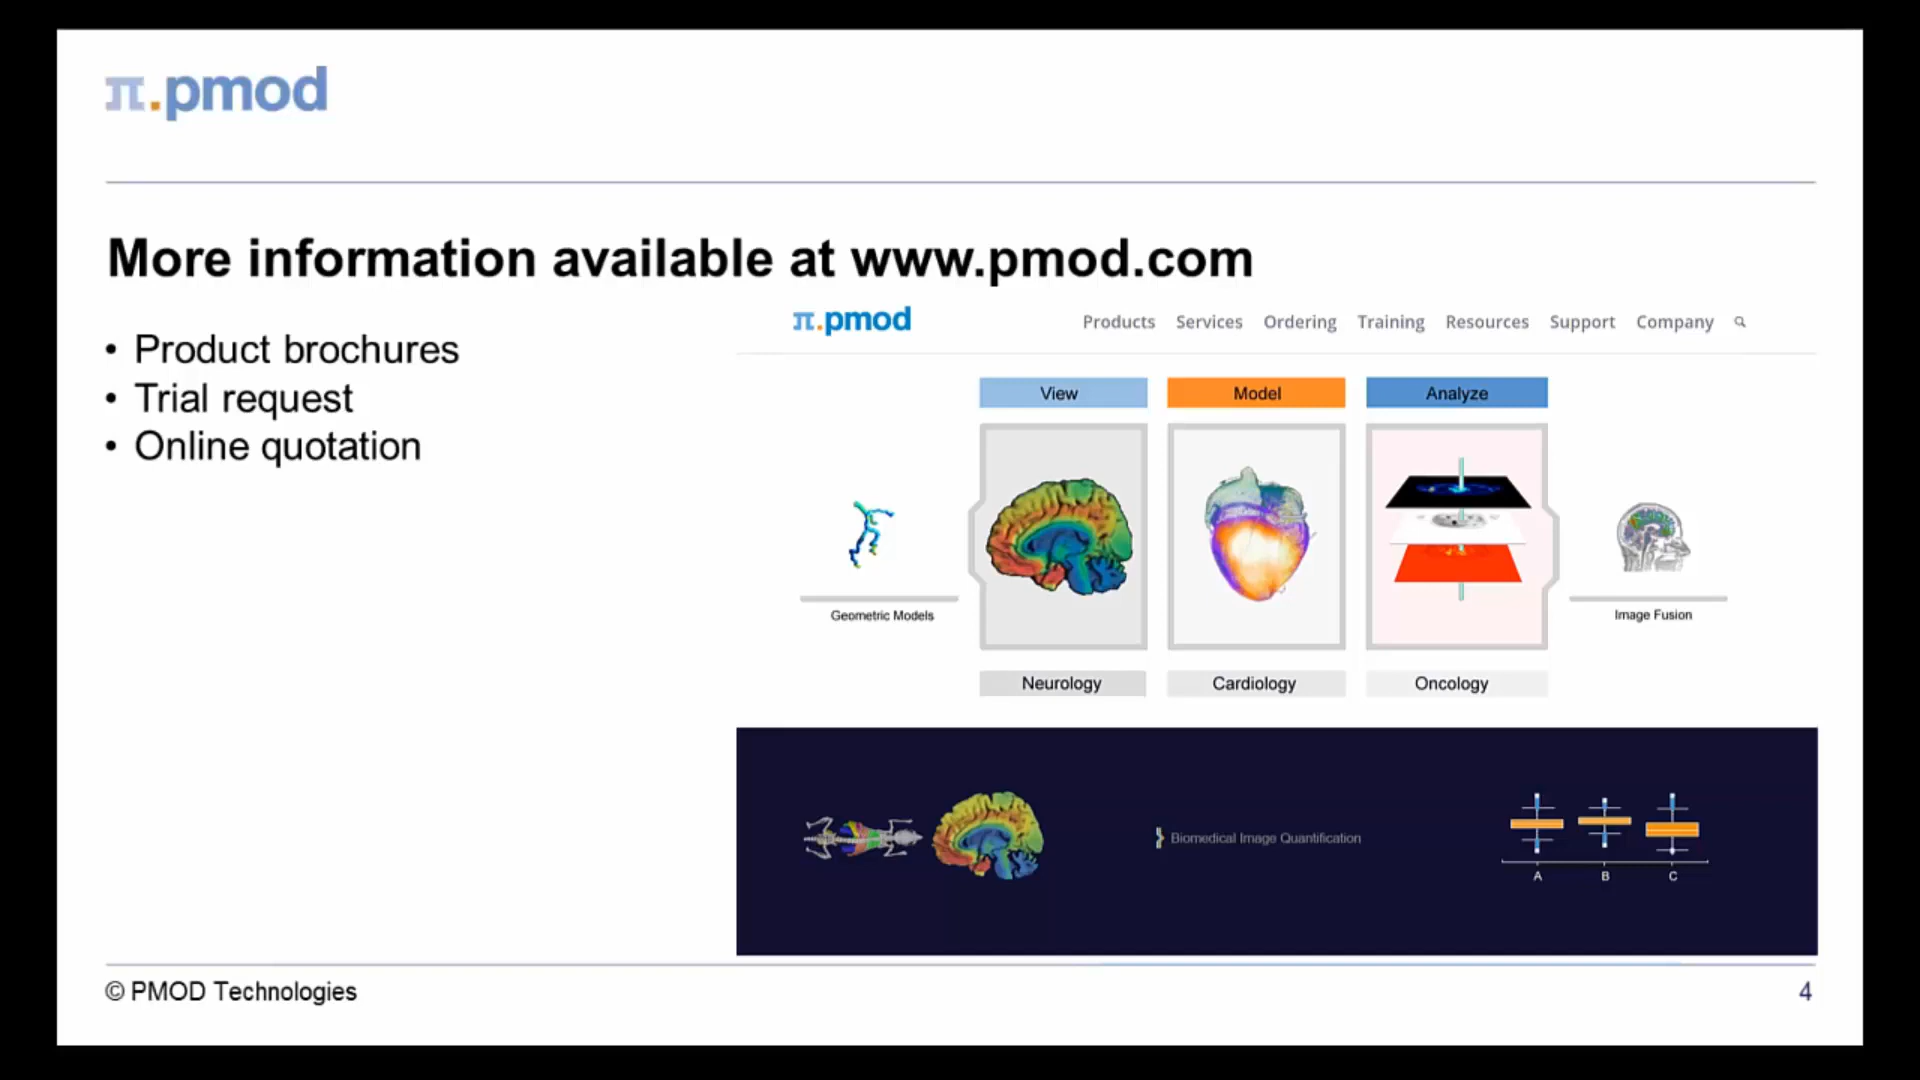 π.pmod
More information available at www.pmod.com
• Product brochures
• Trial request
• Online quotation
π.pmod
Products Services Ordering Training Resources Support Company
View Model Analyze
Geometric Models
Image Fusion
Neurology Cardiology Oncology
Biomedical Image Quantification
A B C
© PMOD Technologies
4